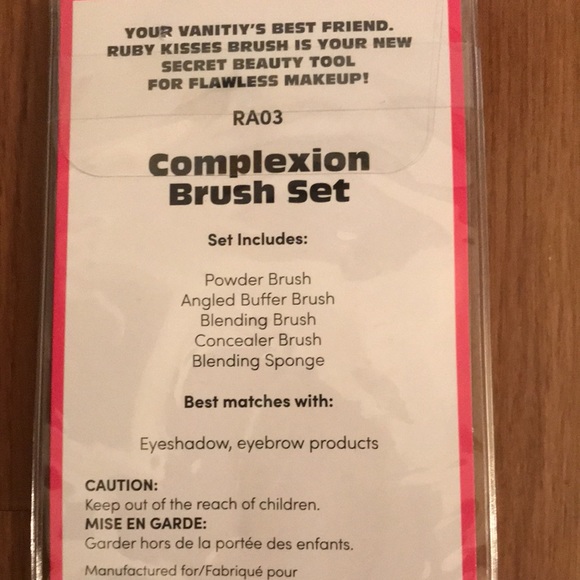 YOUR VANITIY'S BEST FRIEND.
RUBY KISSES BRUSH IS YOUR NEW
SECRET BEAUTY TOOL
FOR FLAWLESS MAKEUP!
RA03
Complexion
Brush Set
Set Includes:
Powder Brush
Angled Buffer Brush
Blending Brush
Concealer Brush
Blending Sponge
Best matches with:
Eyeshadow, eyebrow products
CAUTION:
Keep out of the reach of children.
MISE EN GARDE:
Garder hors de la portée des enfants.
Manufactured for/Fabriqué pour